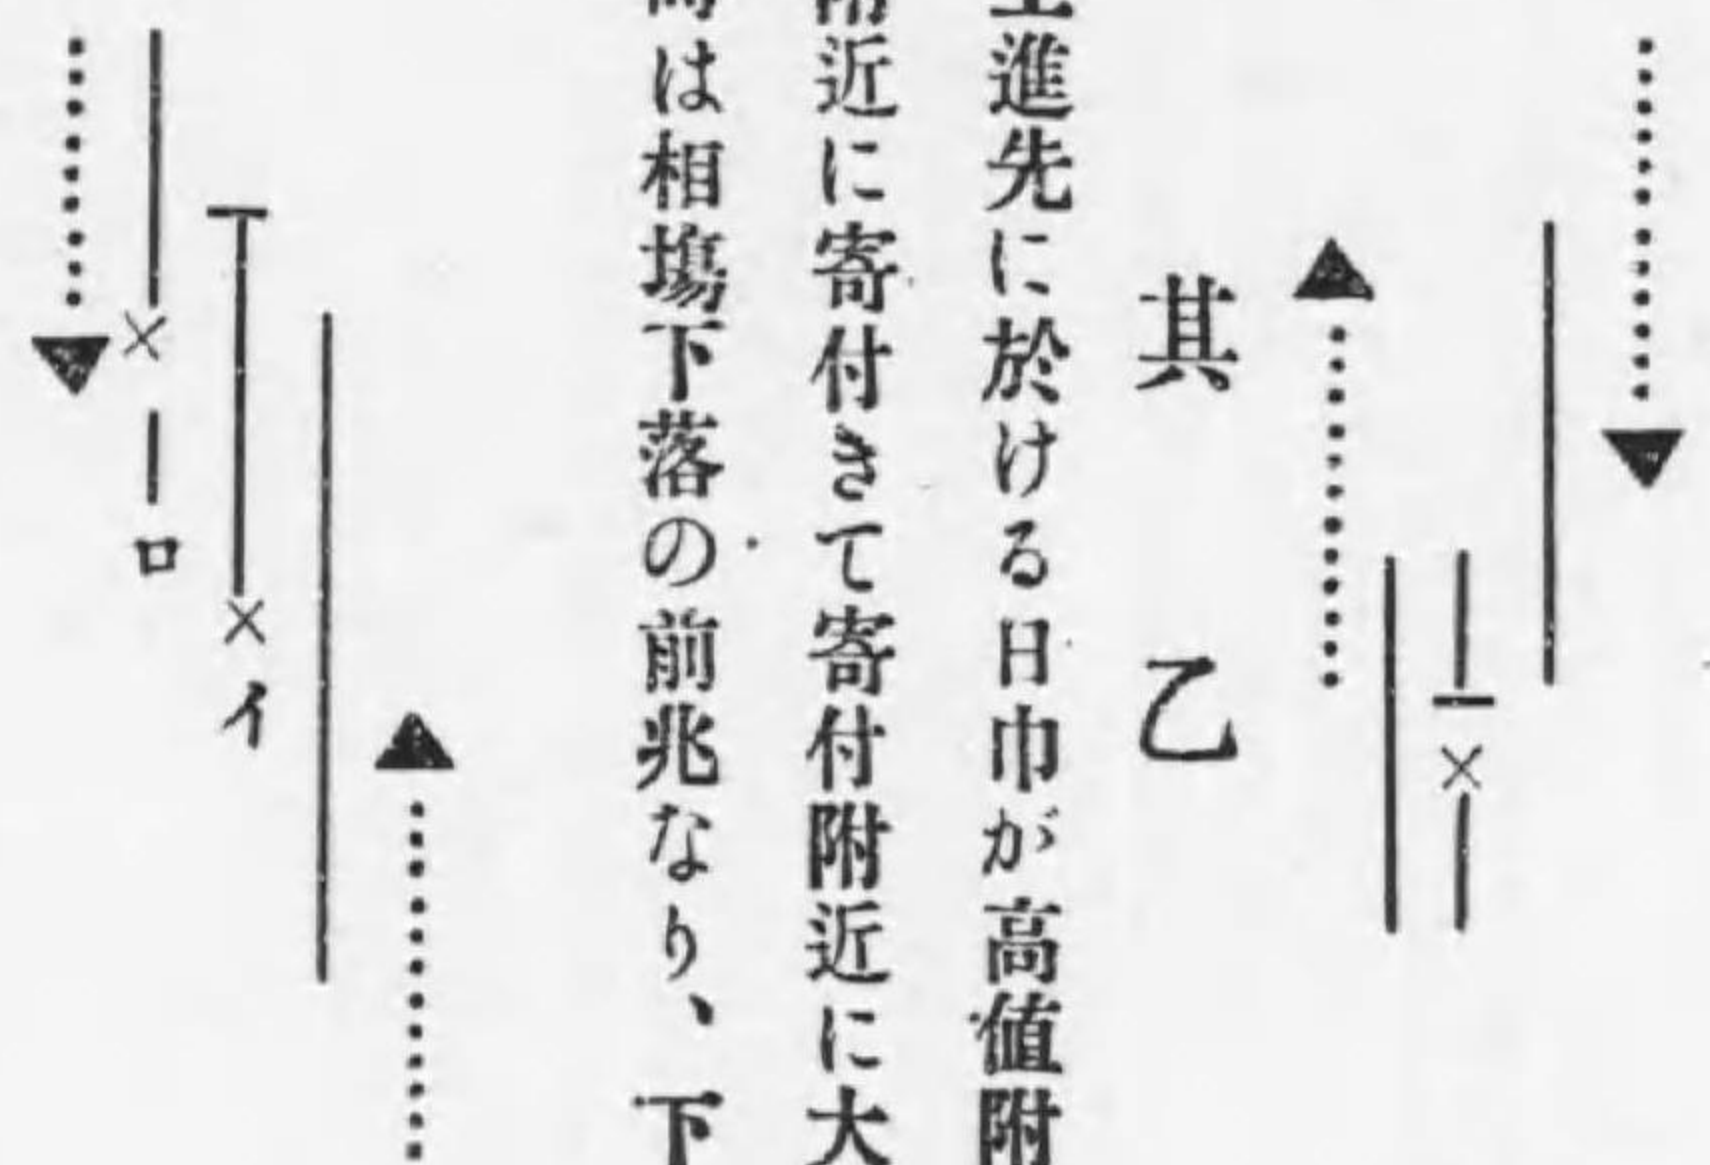 其乙
進先に於ける日巾が高値附
近に寄付きて寄付附近に大
は相場下落の前兆なり、下
イ
ロ